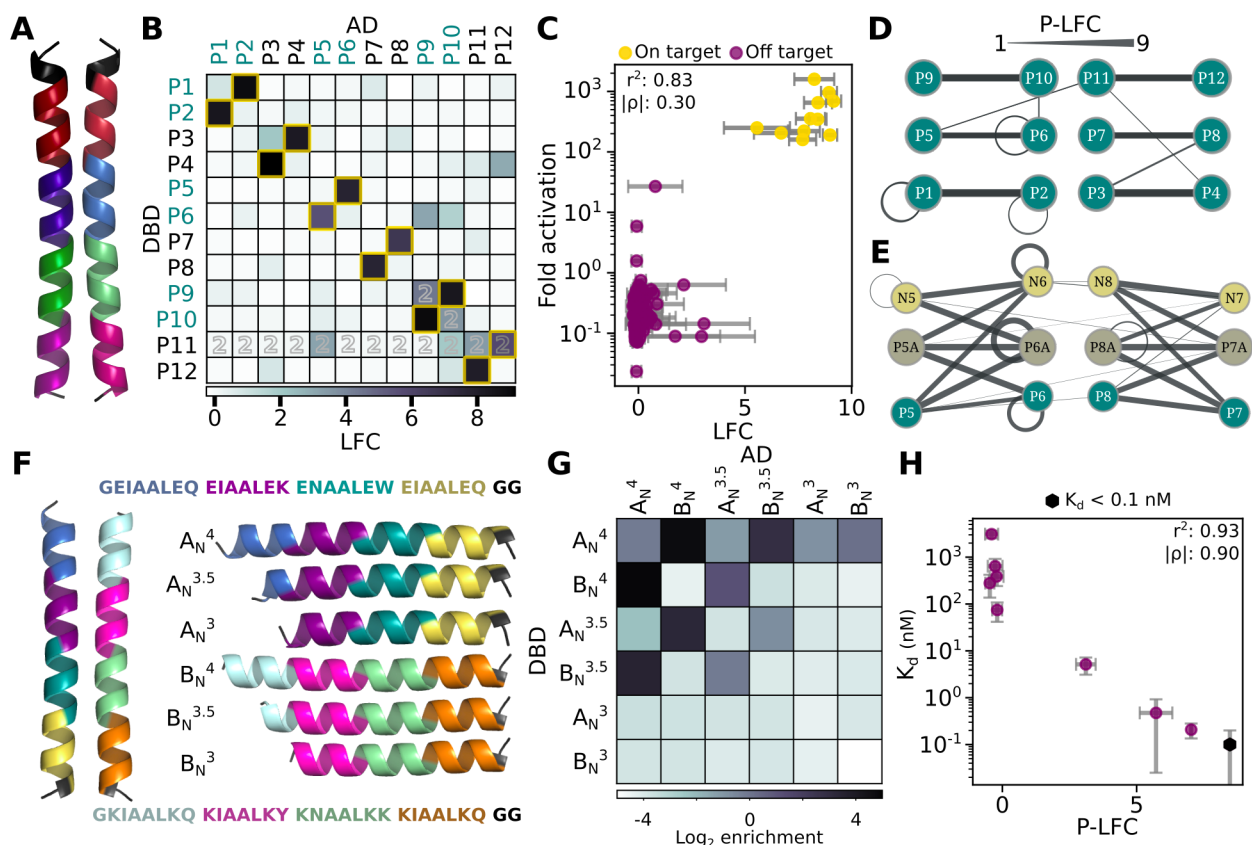 A
B
AD
P1 P2 P3 P4 P5 P6 P7 P8 P9 P10 P11 P12
DBD
P1
P2
P3
P4
P5
P6
P7
P8
P9
2
P10
2
P11
2 2 2 2 2 2 2 2 2 2 2 2
P12
0 2 4 6 8
LFC
C
On target Off target
r²: 0.83
|ρ|: 0.30
Fold activation
10³
10²
10¹
10⁰
10⁻¹
0 5 10
LFC
D
P-LFC
1 9
P9 P10 P11 P12
P5 P6 P7 P8
P1 P2 P3 P4
E
N5 N6 N8 N7
P5A P6A P8A P7A
P5 P6 P8 P7
F
GEIAALEQ EIAALEK ENAALEW EIAALEQ GG
A_N^4
A_N^3.5
A_N^3
B_N^4
B_N^3.5
B_N^3
GKIAALKQ KIAALKY KNAALKK KIAALKQ GG
G
AD
A_N^4 B_N^4 A_N^3.5 B_N^3.5 A_N^3 B_N^3
DBD
A_N^4
B_N^4
A_N^3.5
B_N^3.5
A_N^3
B_N^3
-4 0 4
Log₂ enrichment
H
K_d < 0.1 nM
r²: 0.93
|ρ|: 0.90
K_d (nM)
10³
10²
10¹
10⁰
10⁻¹
0 5
P-LFC